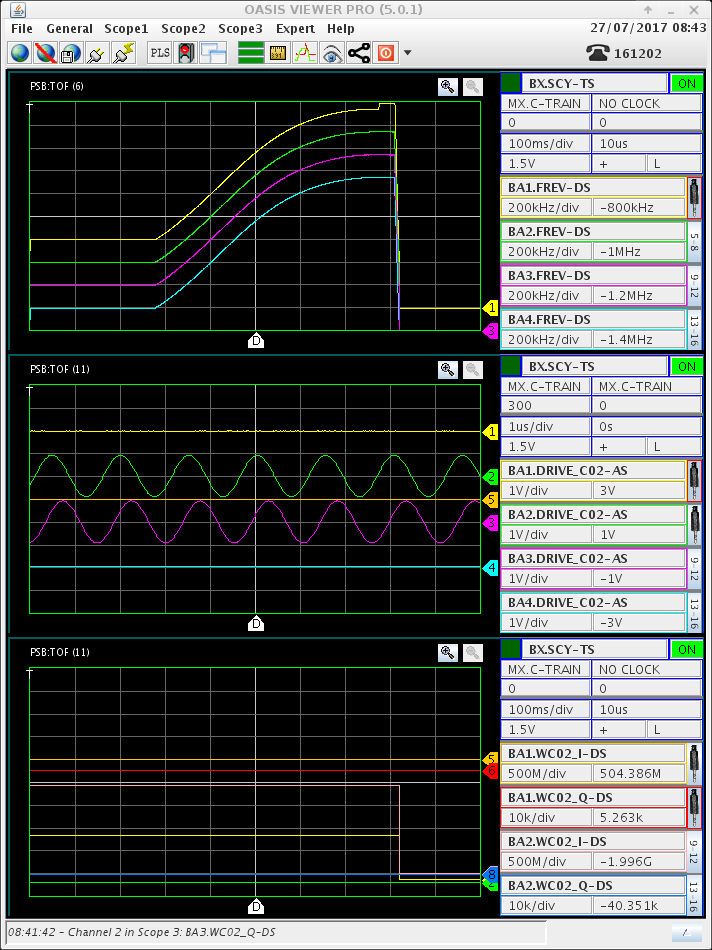 OASIS VIEWER PRO (5.0.1)
File General Scope1 Scope2 Scope3 Expert Help
27/07/2017 08:43
PLS
161202
PSB:TOF (6)
1
3
D
BX.SCY-TS ON
MX.C-TRAIN NO CLOCK
0 0
100ms/div 10us
1.5V + L
BA1.FREV-DS
200kHz/div -800kHz
BA2.FREV-DS
200kHz/div -1MHz
5-8
BA3.FREV-DS
200kHz/div -1.2MHz
9-12
BA4.FREV-DS
200kHz/div -1.4MHz
13-16
PSB:TOF (11)
1
2
5
3
4
D
BX.SCY-TS ON
MX.C-TRAIN MX.C-TRAIN
300 0
1us/div 0s
1.5V + L
BA1.DRIVE_C02-AS
1V/div 3V
BA2.DRIVE_C02-AS
1V/div 1V
BA3.DRIVE_C02-AS
1V/div -1V
9-12
BA4.DRIVE_C02-AS
1V/div -3V
13-16
PSB:TOF (11)
5
6
8
2
D
BX.SCY-TS ON
MX.C-TRAIN NO CLOCK
0 0
100ms/div 10us
1.5V + L
BA1.WC02_I-DS
500M/div 504.386M
BA1.WC02_Q-DS
10k/div 5.263k
BA2.WC02_I-DS
500M/div -1.996G
9-12
BA2.WC02_Q-DS
10k/div -40.351k
13-16
08:41:42 - Channel 2 in Scope 3: BA3.WC02_Q-DS